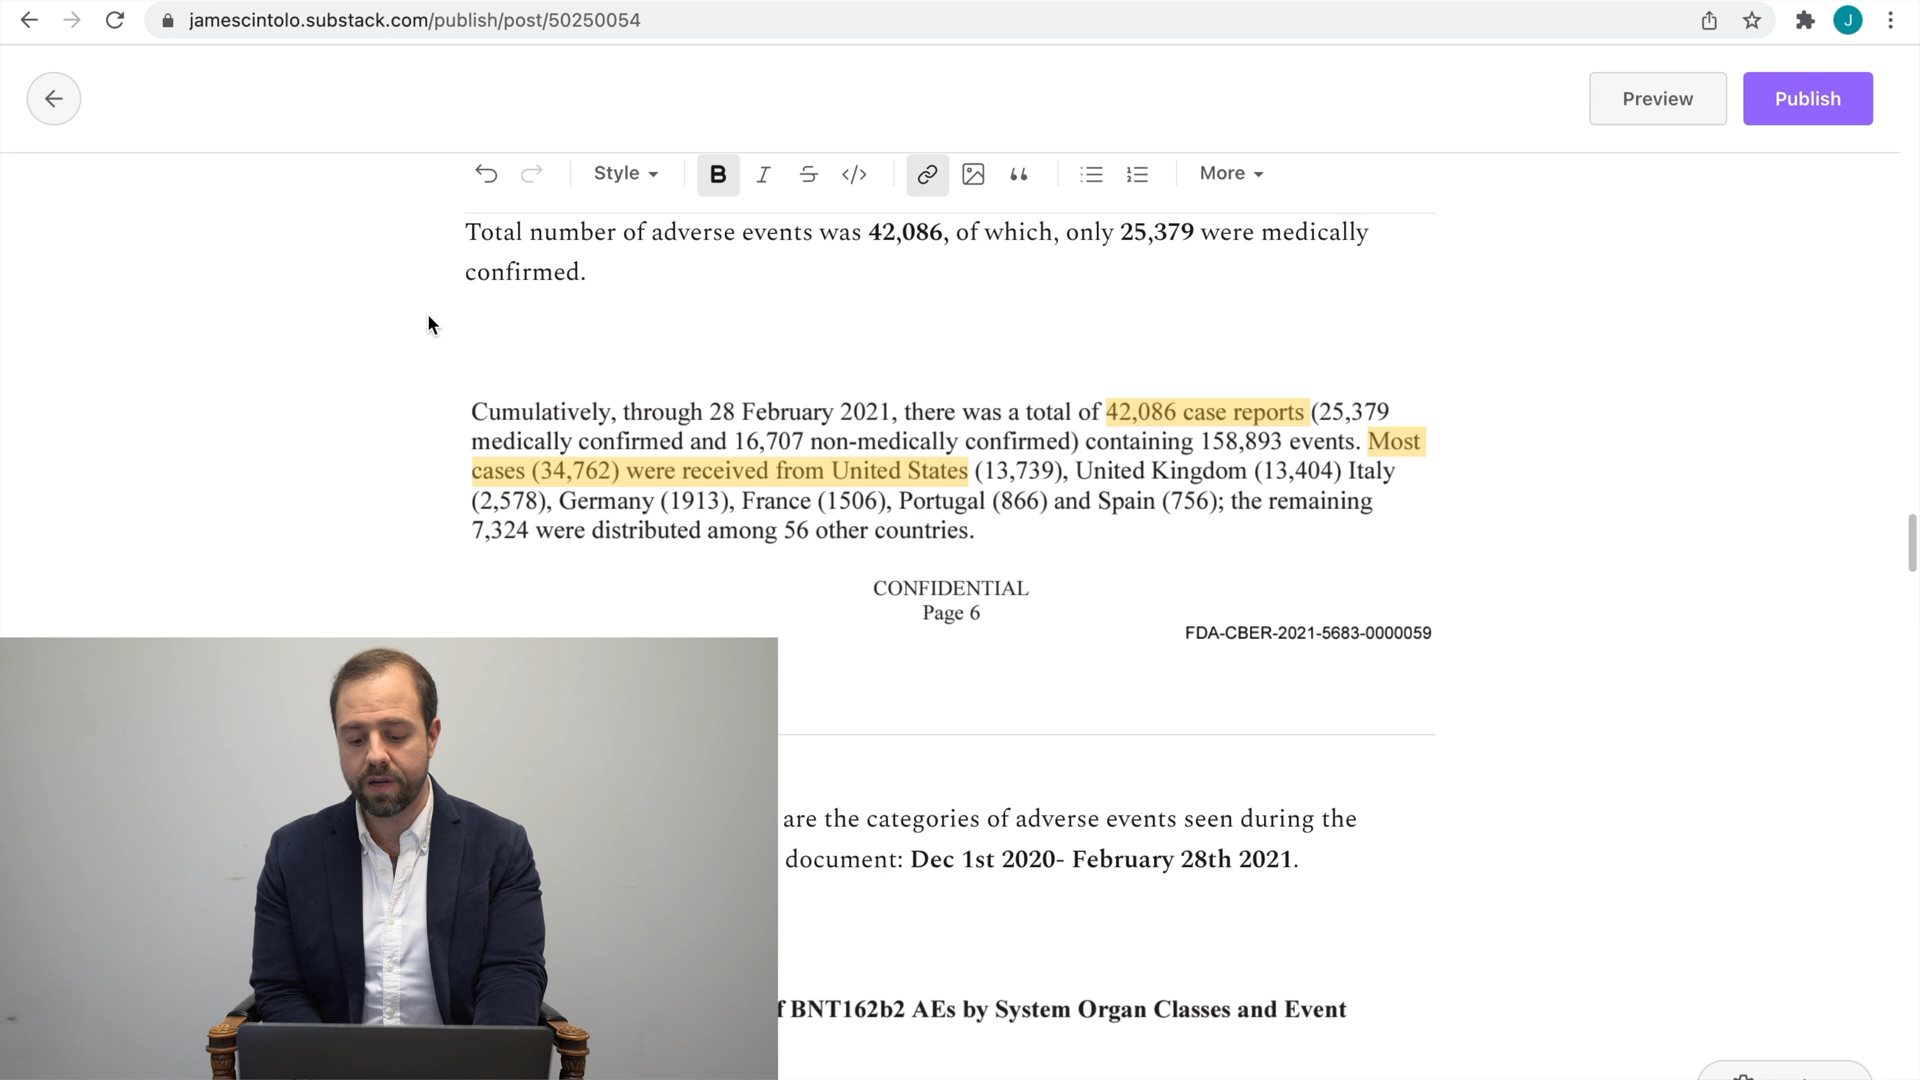 jamescintolo.substack.com/publish/post/50250054
J
Preview
Publish
Style
B
I
S
</>
More
Total number of adverse events was 42,086, of which, only 25,379 were medically
confirmed.
Cumulatively, through 28 February 2021, there was a total of 42,086 case reports (25,379
medically confirmed and 16,707 non-medically confirmed) containing 158,893 events. Most
cases (34,762) were received from United States (13,739), United Kingdom (13,404) Italy
(2,578), Germany (1913), France (1506), Portugal (866) and Spain (756); the remaining
7,324 were distributed among 56 other countries.
CONFIDENTIAL
Page 6
FDA-CBER-2021-5683-0000059
are the categories of adverse events seen during the
document: Dec 1st 2020- February 28th 2021.
f BNT162b2 AEs by System Organ Classes and Event